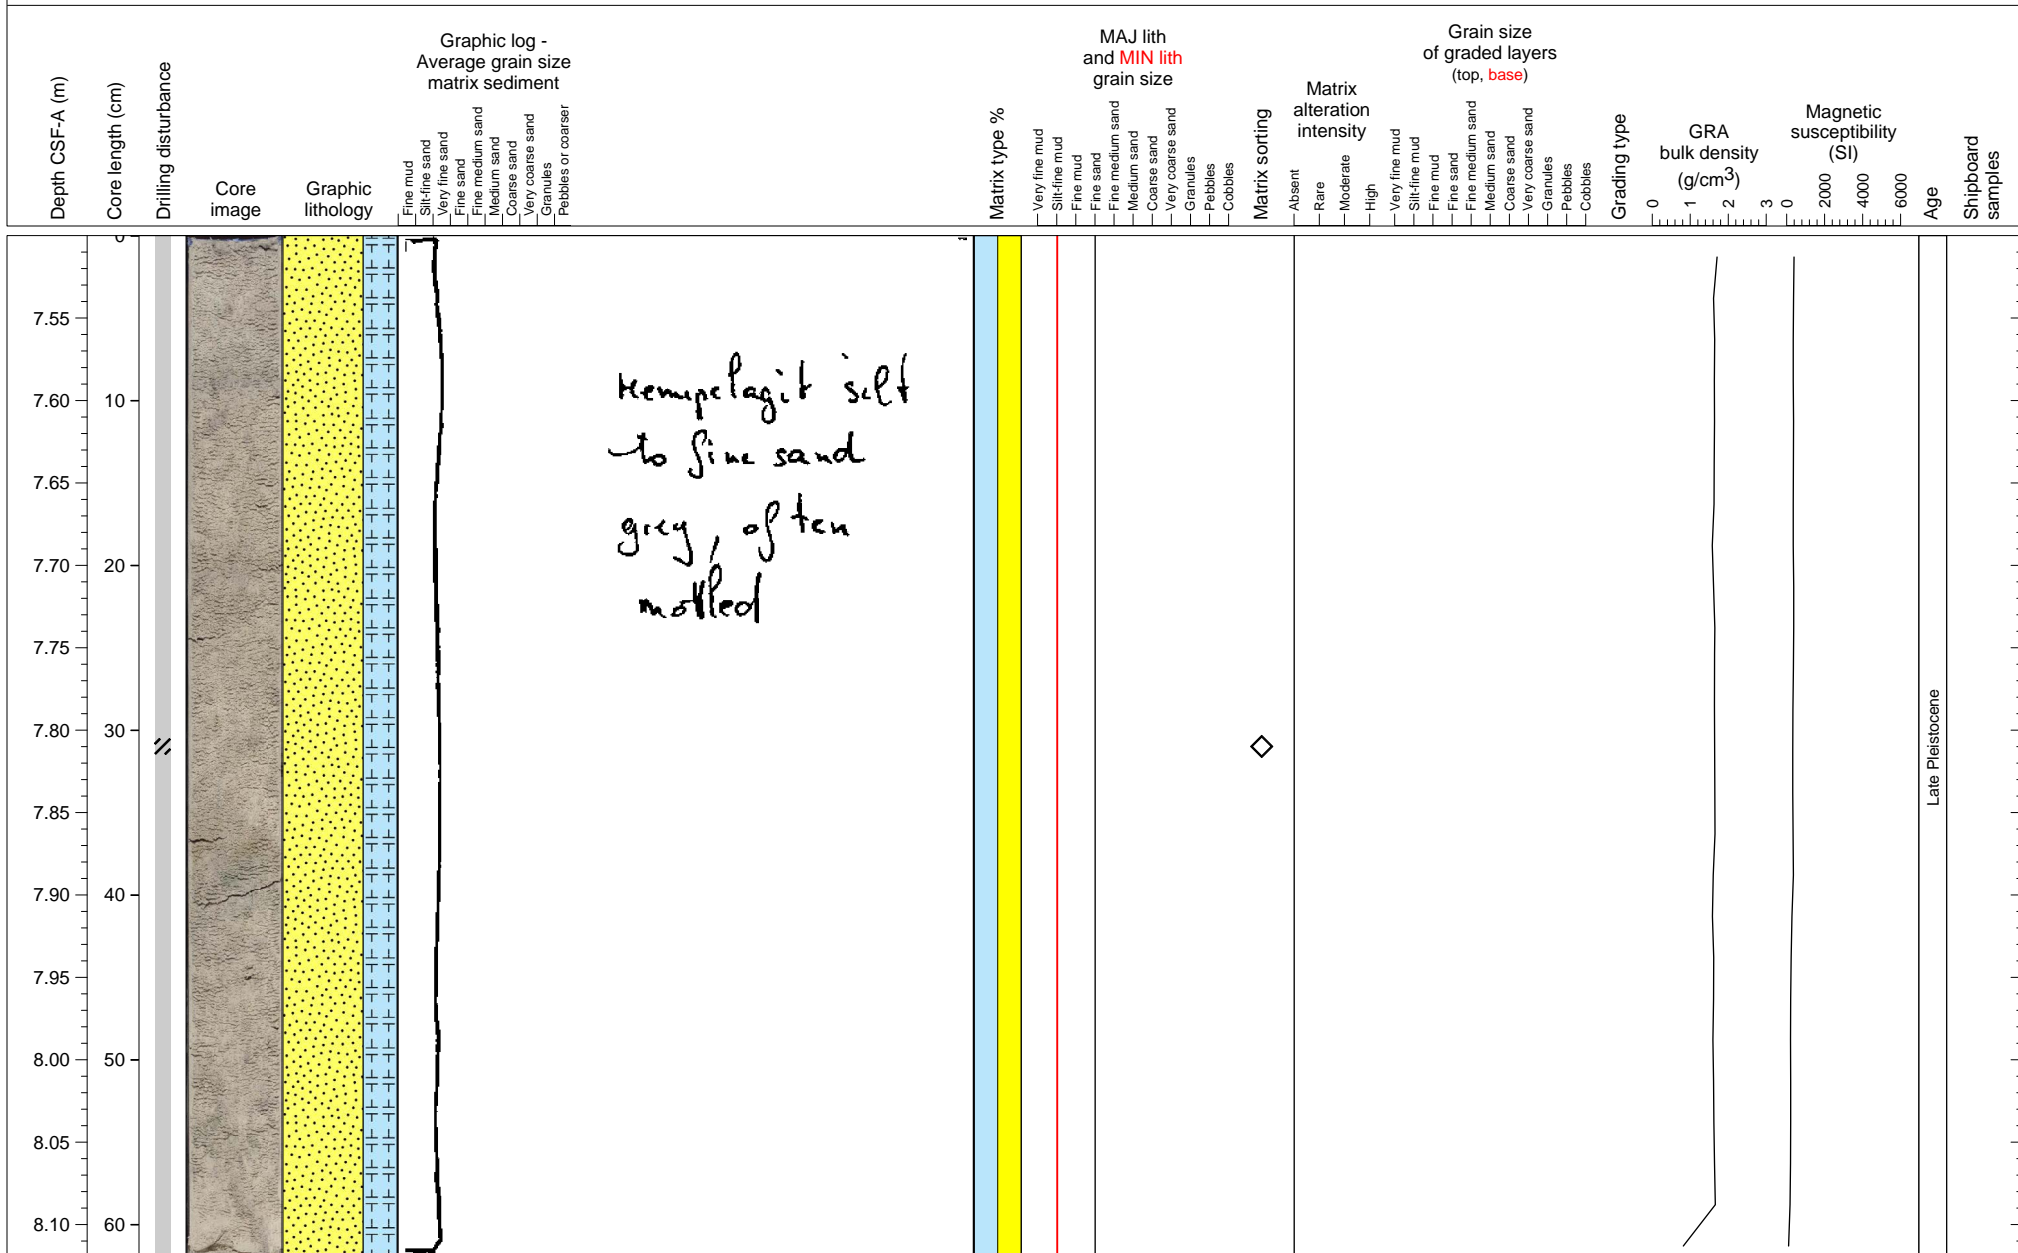 Depth CSF-A (m)
Core length (cm)
Drilling disturbance
Core
image
Graphic
lithology
Graphic log -
Average grain size
matrix sediment
Fine mud
Silt-fine sand
Very fine sand
Fine sand
Fine medium sand
Medium sand
Coarse sand
Very coarse sand
Granules
Pebbles or coarser
Matrix type %
MAJ lith
and MIN lith
grain size
Very fine mud
Silt-fine mud
Fine mud
Fine sand
Fine medium sand
Medium sand
Coarse sand
Very coarse sand
Granules
Pebbles
Cobbles
Matrix sorting
Matrix
alteration
intensity
Absent
Rare
Moderate
High
Grain size
of graded layers
(top, base)
Very fine mud
Silt-fine mud
Fine mud
Fine sand
Fine medium sand
Medium sand
Coarse sand
Very coarse sand
Granules
Pebbles
Cobbles
Grading type
GRA
bulk density
(g/cm3)
0 1 2 3
Magnetic
susceptibility
(SI)
0 2000 4000 6000
Age
Shipboard
samples
0
7.55
7.60 10
7.65
7.70 20
7.75
7.80 30
7.85
7.90 40
7.95
8.00 50
8.05
8.10 60
Hemipelagit silt
to fine sand
grey, often
mottled
Late Pleistocene